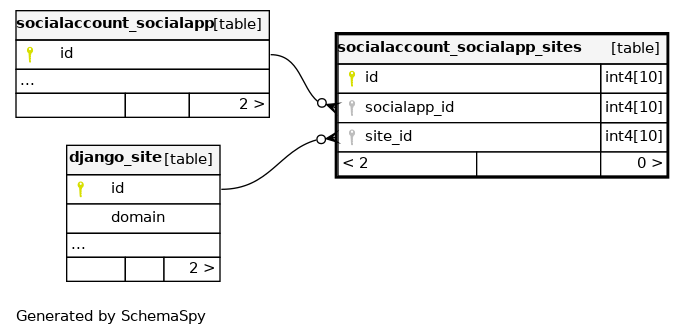 socialaccount_socialapp [table]
id
...
2 >
django_site [table]
id
domain
...
2 >
socialaccount_socialapp_sites [table]
id int4[10]
socialapp_id int4[10]
site_id int4[10]
< 2 0 >
Generated by SchemaSpy